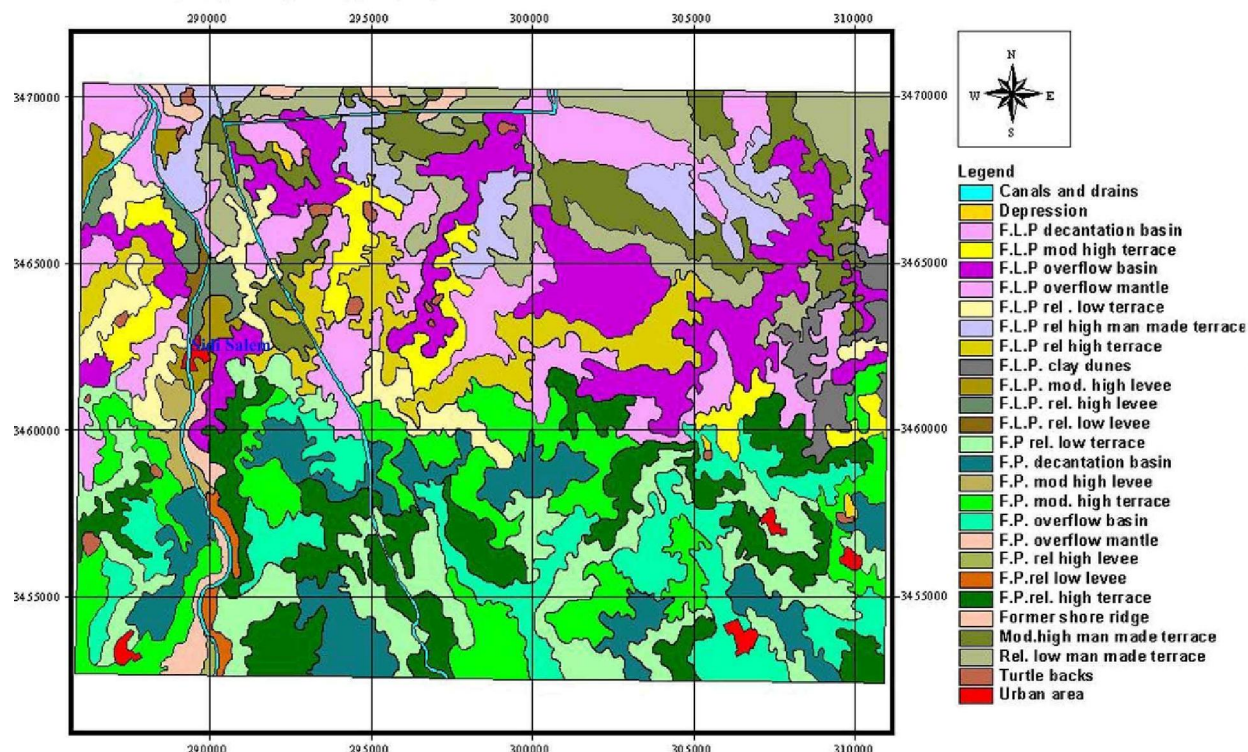 290000 295000 300000 305000 310000
3470000 3470000
3465000 3465000
Sidi Salem
3460000 3460000
3455000 3455000
290000 295000 300000 305000 310000
N
W E
S
Legend
Canals and drains
Depression
F.L.P decantation basin
F.L.P mod high terrace
F.L.P overflow basin
F.L.P overflow mantle
F.L.P rel . low terrace
F.L.P rel high man made terrace
F.L.P rel high terrace
F.L.P. clay dunes
F.L.P. mod. high levee
F.L.P. rel. high levee
F.L.P. rel. low levee
F.P rel. low terrace
F.P. decantation basin
F.P. mod high levee
F.P. mod. high terrace
F.P. overflow basin
F.P. overflow mantle
F.P. rel high levee
F.P.rel low levee
F.P.rel. high terrace
Former shore ridge
Mod.high man made terrace
Rel. low man made terrace
Turtle backs
Urban area